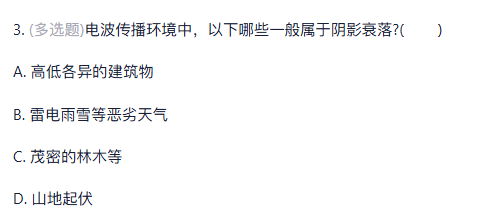 3. (多选题)电波传播环境中，以下哪些一般属于阴影衰落?(　　)
A. 高低各异的建筑物
B. 雷电雨雪等恶劣天气
C. 茂密的林木等
D. 山地起伏